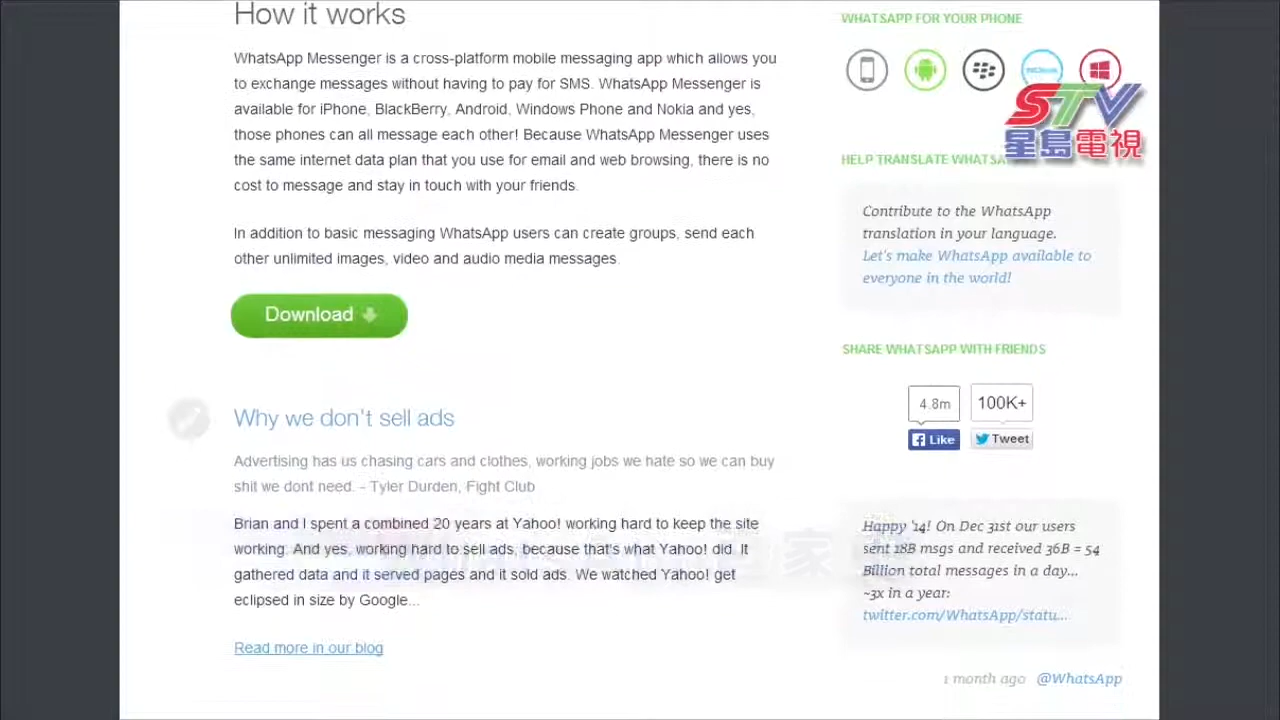 How it works
WhatsApp Messenger is a cross-platform mobile messaging app which allows you
to exchange messages without having to pay for SMS. WhatsApp Messenger is
available for iPhone, BlackBerry, Android, Windows Phone and Nokia and yes,
those phones can all message each other! Because WhatsApp Messenger uses
the same internet data plan that you use for email and web browsing, there is no
cost to message and stay in touch with your friends.
In addition to basic messaging WhatsApp users can create groups, send each
other unlimited images, video and audio media messages.
Download
Why we don't sell ads
Advertising has us chasing cars and clothes, working jobs we hate so we can buy
shit we dont need. – Tyler Durden, Fight Club
Brian and I spent a combined 20 years at Yahoo! working hard to keep the site
working. And yes, working hard to sell ads, because that's what Yahoo! did. It
gathered data and it served pages and it sold ads. We watched Yahoo! get
eclipsed in size by Google...
Read more in our blog
WHATSAPP FOR YOUR PHONE
STV
星島電視
HELP TRANSLATE WHATSA
Contribute to the WhatsApp
translation in your language.
Let's make WhatsApp available to
everyone in the world!
SHARE WHATSAPP WITH FRIENDS
4.8m 100K+
Like Tweet
Happy '14! On Dec 31st our users
sent 18B msgs and received 36B = 54
Billion total messages in a day...
~3x in a year:
twitter.com/WhatsApp/statu...
1 month ago @WhatsApp